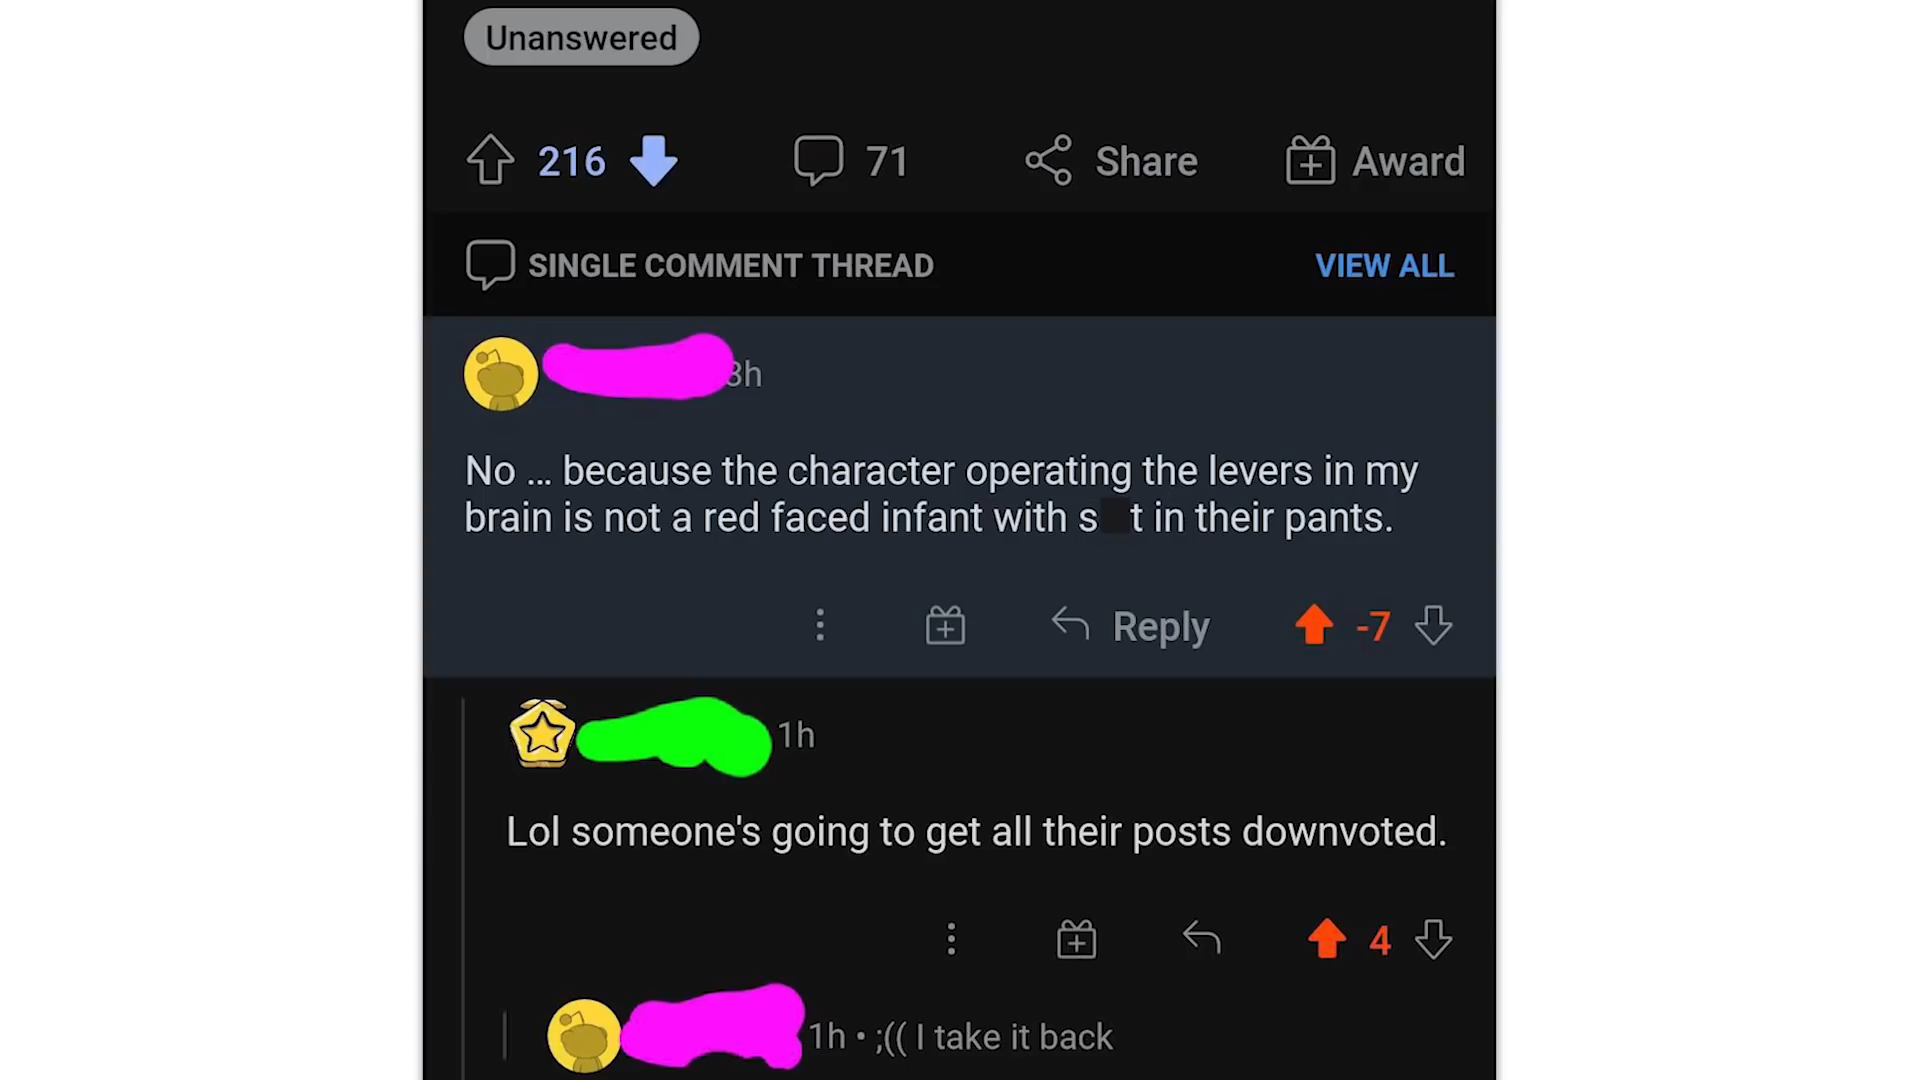 Unanswered
216 71 Share Award
SINGLE COMMENT THREAD VIEW ALL
3h
No ... because the character operating the levers in my
brain is not a red faced infant with s t in their pants.
Reply -7
1h
Lol someone's going to get all their posts downvoted.
4
1h • ;(( I take it back